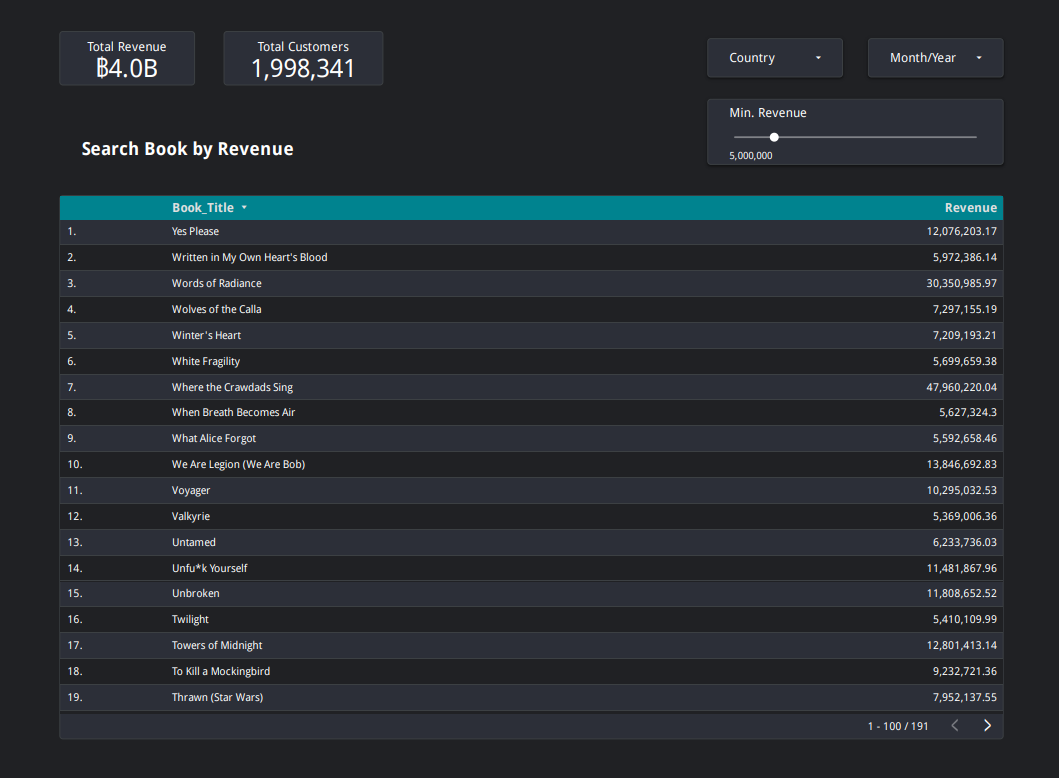 Total Revenue
฿4.0B
Total Customers
1,998,341
Country
Month/Year
Min. Revenue
5,000,000
Search Book by Revenue
Book_Title Revenue
1. Yes Please 12,076,203.17
2. Written in My Own Heart's Blood 5,972,386.14
3. Words of Radiance 30,350,985.97
4. Wolves of the Calla 7,297,155.19
5. Winter's Heart 7,209,193.21
6. White Fragility 5,699,659.38
7. Where the Crawdads Sing 47,960,220.04
8. When Breath Becomes Air 5,627,324.3
9. What Alice Forgot 5,592,658.46
10. We Are Legion (We Are Bob) 13,846,692.83
11. Voyager 10,295,032.53
12. Valkyrie 5,369,006.36
13. Untamed 6,233,736.03
14. Unfu*k Yourself 11,481,867.96
15. Unbroken 11,808,652.52
16. Twilight 5,410,109.99
17. Towers of Midnight 12,801,413.14
18. To Kill a Mockingbird 9,232,721.36
19. Thrawn (Star Wars) 7,952,137.55
1 - 100 / 191